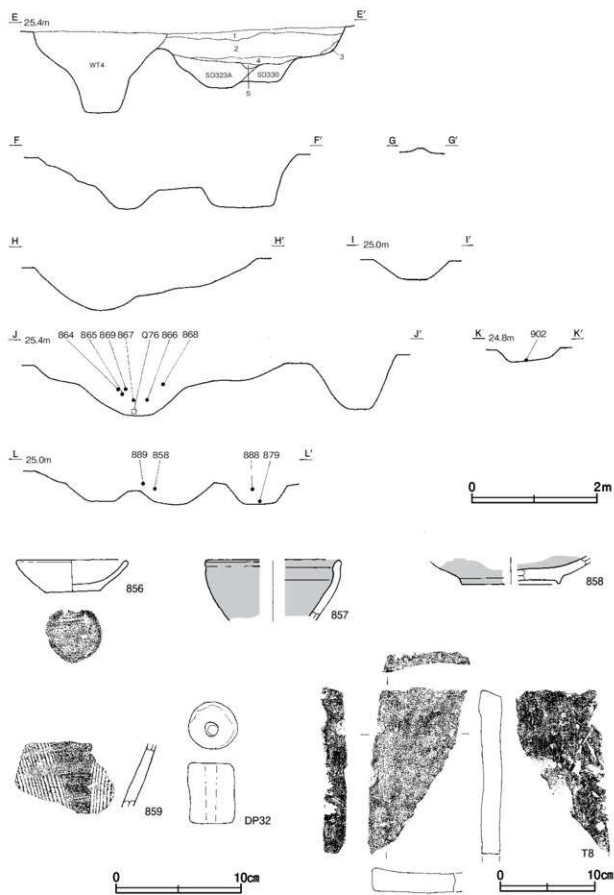 E 25.4m E′
1
2
3
WT4
4
SD323A SD330
5
F F′
G G′
H H′
I 25.0m I′
J 25.4m J′
864 865 869 867 Q76 866 868
K 24.8m K′
902
L 25.0m L′
889 858 888 879
0 2m
856
857
858
859
DP32
T8
0 10cm
0 10cm